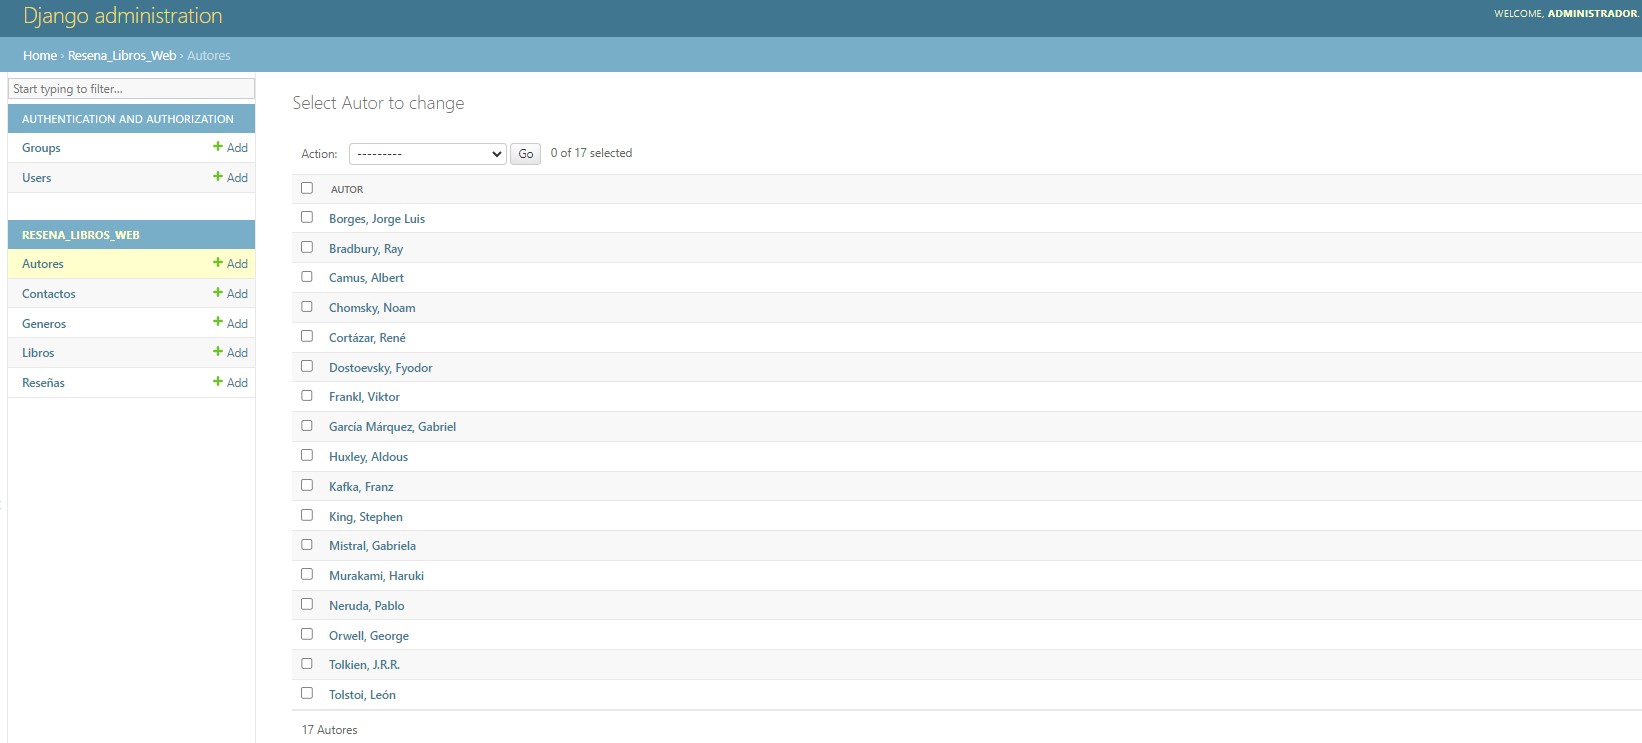 Django administration
WELCOME, ADMINISTRADOR.
Home › Resena_Libros_Web › Autores
Start typing to filter...
AUTHENTICATION AND AUTHORIZATION
Groups + Add
Users + Add
RESENA_LIBROS_WEB
Autores + Add
Contactos + Add
Generos + Add
Libros + Add
Reseñas + Add
Select Autor to change
Action: --------- Go 0 of 17 selected
AUTOR
Borges, Jorge Luis
Bradbury, Ray
Camus, Albert
Chomsky, Noam
Cortázar, René
Dostoevsky, Fyodor
Frankl, Viktor
García Márquez, Gabriel
Huxley, Aldous
Kafka, Franz
King, Stephen
Mistral, Gabriela
Murakami, Haruki
Neruda, Pablo
Orwell, George
Tolkien, J.R.R.
Tolstoi, León
17 Autores